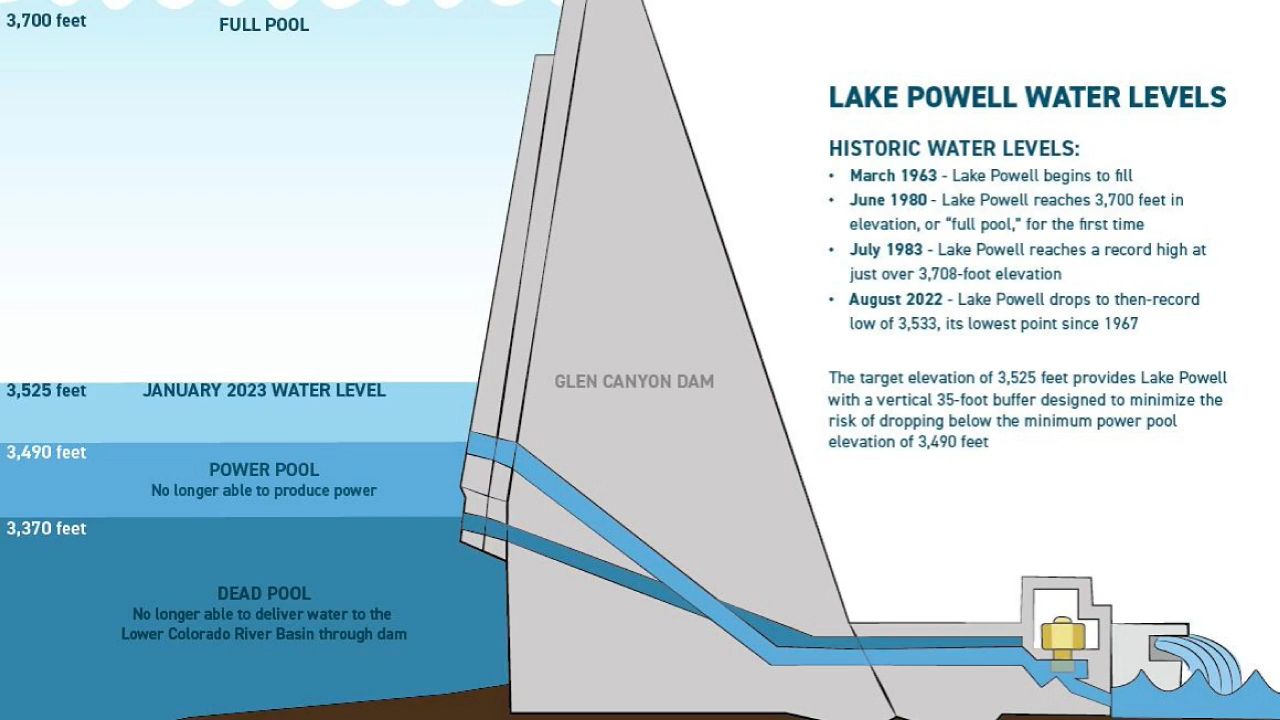 3,700 feet
FULL POOL
LAKE POWELL WATER LEVELS
HISTORIC WATER LEVELS:
• March 1963 - Lake Powell begins to fill
• June 1980 - Lake Powell reaches 3,700 feet in
elevation, or “full pool,” for the first time
• July 1983 - Lake Powell reaches a record high at
just over 3,708-foot elevation
• August 2022 - Lake Powell drops to then-record
low of 3,533, its lowest point since 1967
The target elevation of 3,525 feet provides Lake Powell
with a vertical 35-foot buffer designed to minimize the
risk of dropping below the minimum power pool
elevation of 3,490 feet
GLEN CANYON DAM
3,525 feet
JANUARY 2023 WATER LEVEL
3,490 feet
POWER POOL
No longer able to produce power
3,370 feet
DEAD POOL
No longer able to deliver water to the
Lower Colorado River Basin through dam